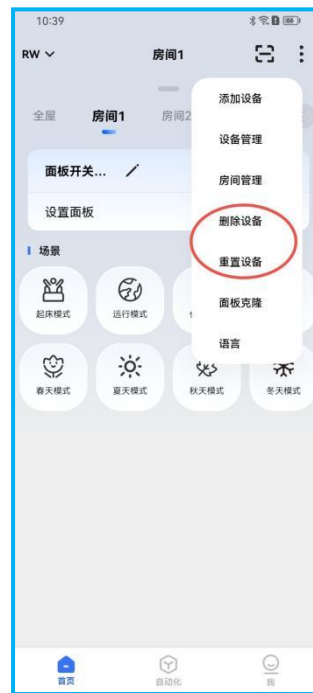 10:39
86
RW
房间1
全屋
房间1
房间2
添加设备
设备管理
房间管理
删除设备
重置设备
面板克隆
语言
面板开关...
设置面板
场景
起床模式
远行模式
春天模式
夏天模式
秋天模式
冬天模式
首页
自动化
我